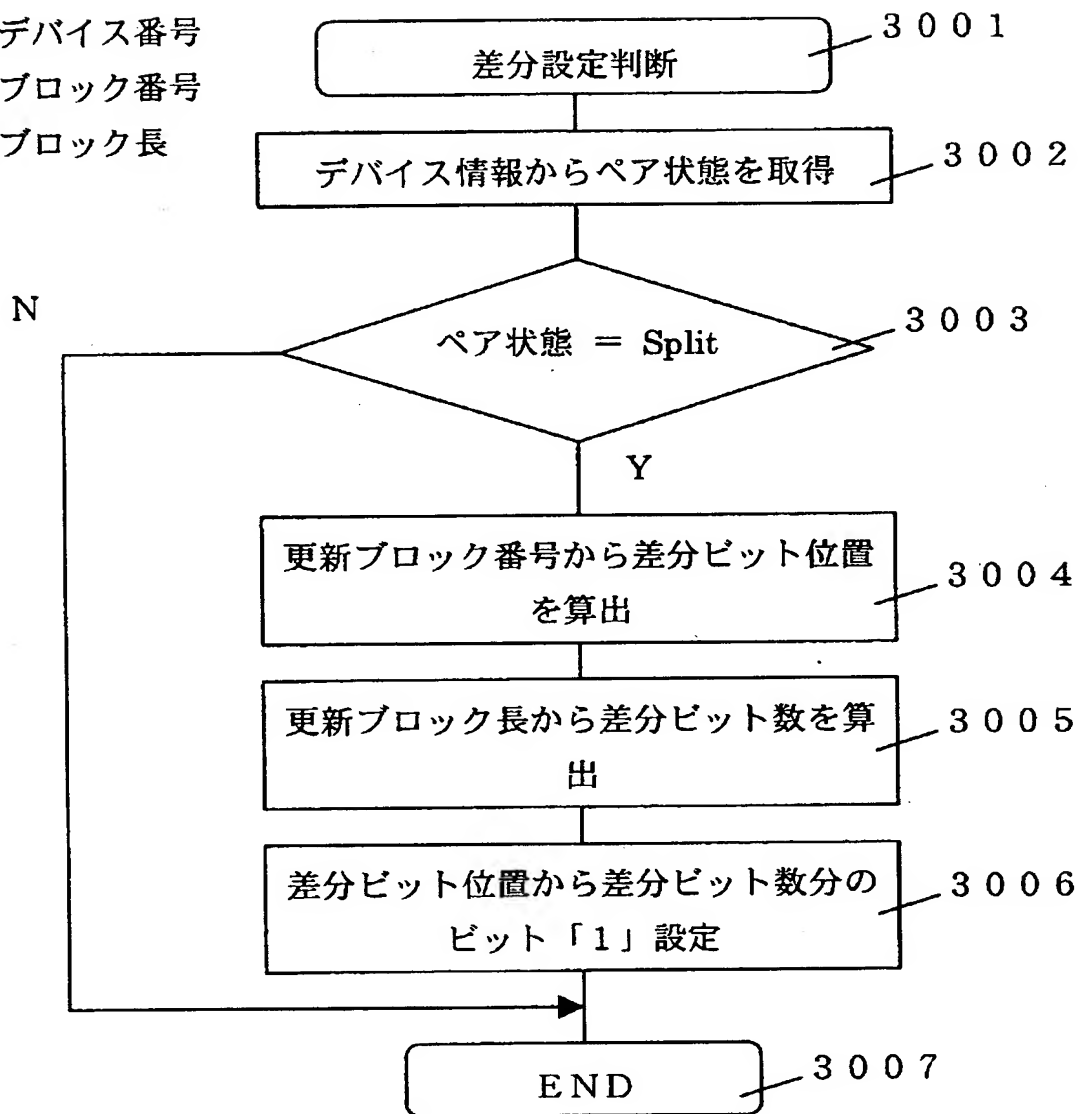 デバイス番号
ブロック番号
ブロック長
差分設定判断
3001
デバイス情報からペア状態を取得
3002
N
ペア状態 = Split
3003
Y
更新ブロック番号から差分ビット位置
を算出
3004
更新ブロック長から差分ビット数を算
出
3005
差分ビット位置から差分ビット数分の
ビット「1」設定
3006
END
3007